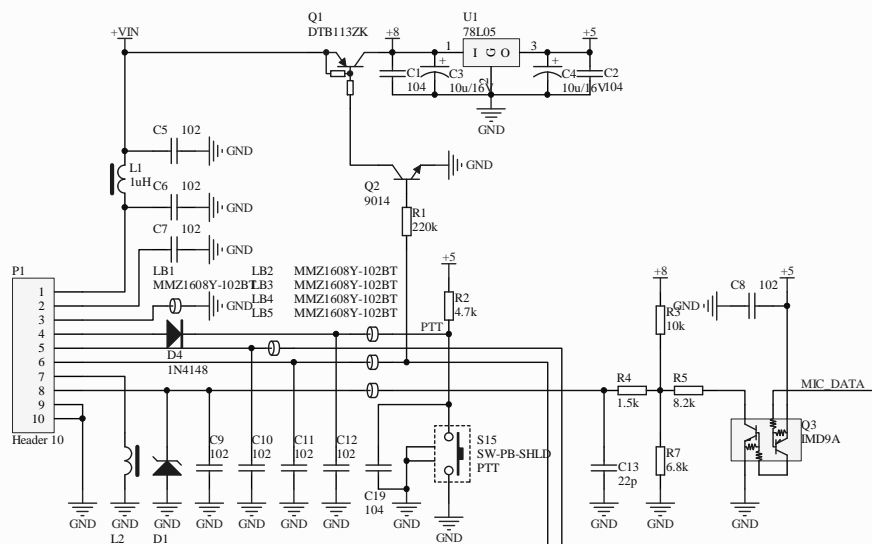 Q1
DTB113ZK
+VIN
+8
U1
78L05
+5
1
I G O
3
2
C1
104
C3
10u/16V
C4
10u/16V
C2
104
GND
C5 102
GND
L1
1uH
C6 102
GND
C7
102
GND
Q2
9014
GND
R1
220k
P1
LB1
MMZ1608Y-102BT
LB2 MMZ1608Y-102BT
LB3 MMZ1608Y-102BT
LB4 MMZ1608Y-102BT
LB5 MMZ1608Y-102BT
GND
+5
R2
4.7k
PTT
+8
R3
10k
GND
C8 102
+5
1
2
3
4
5
6
7
8
9
10
Header 10
D4
1N4148
R4
1.5k
R5
8.2k
MIC_DATA
Q3
IMD9A
C9
102
C10
102
C11
102
C12
102
S15
SW-PB-SHLD
PTT
C13
22p
R7
6.8k
C19
104
GND
GND
GND
GND
GND
GND
GND
GND
GND
GND
GND
GND
L2
D1